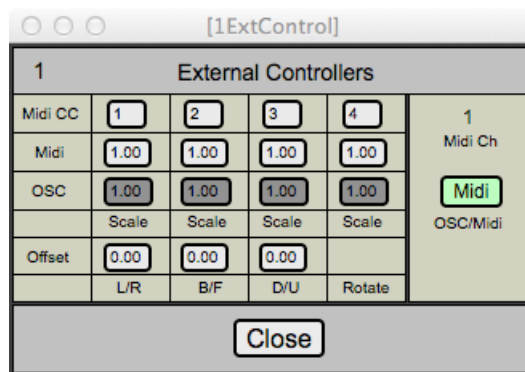 [1ExtControl]
1 External Controllers
Midi CC 1 2 3 4
1
Midi Ch
Midi 1.00 1.00 1.00 1.00
OSC 1.00 1.00 1.00 1.00
Midi
Scale Scale Scale Scale
OSC/Midi
Offset 0.00 0.00 0.00
L/R B/F D/U Rotate
Close